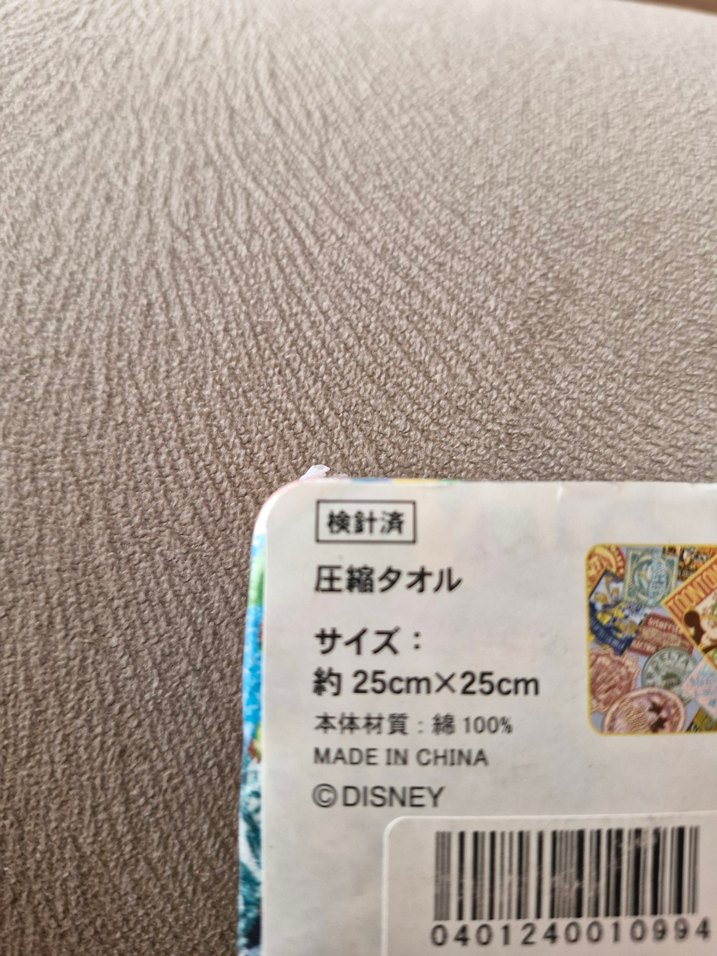 検針済
圧縮タオル
サイズ：
約 25cm×25cm
本体材質：綿 100%
MADE IN CHINA
©DISNEY
0401240010994